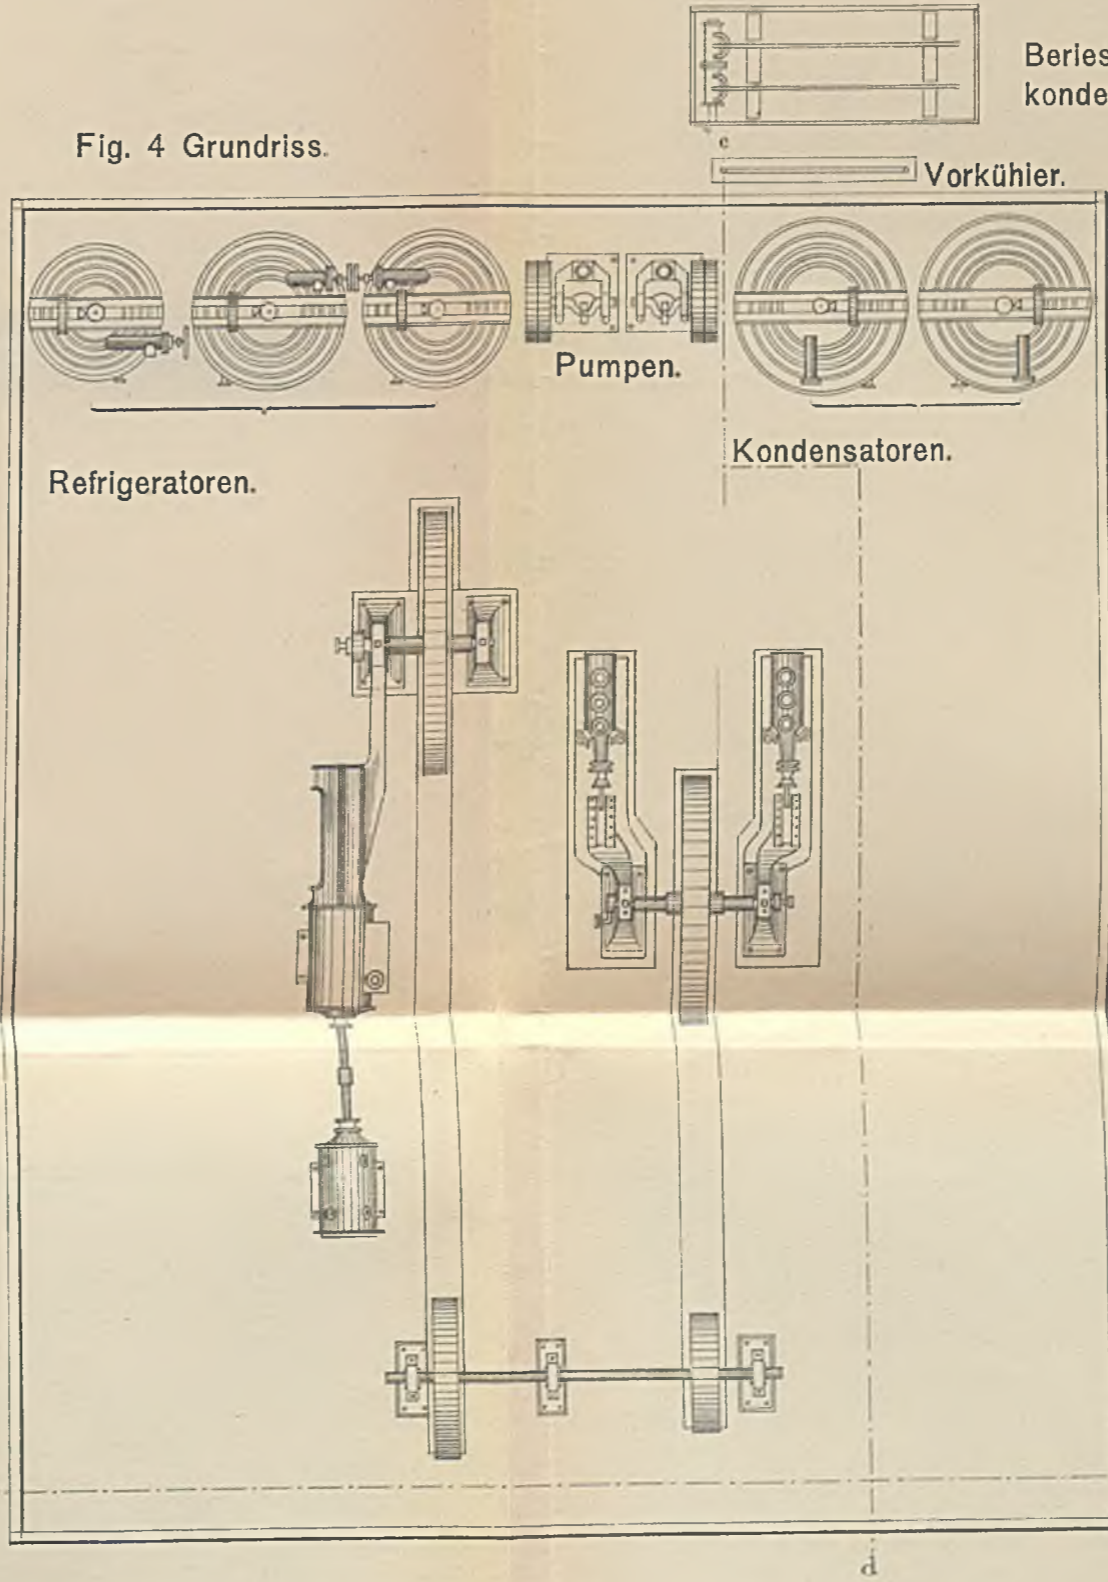 Beries
konde
Fig. 4 Grundriss.
c
Vorkühler.
Pumpen.
Kondensatoren.
Refrigeratoren.
d